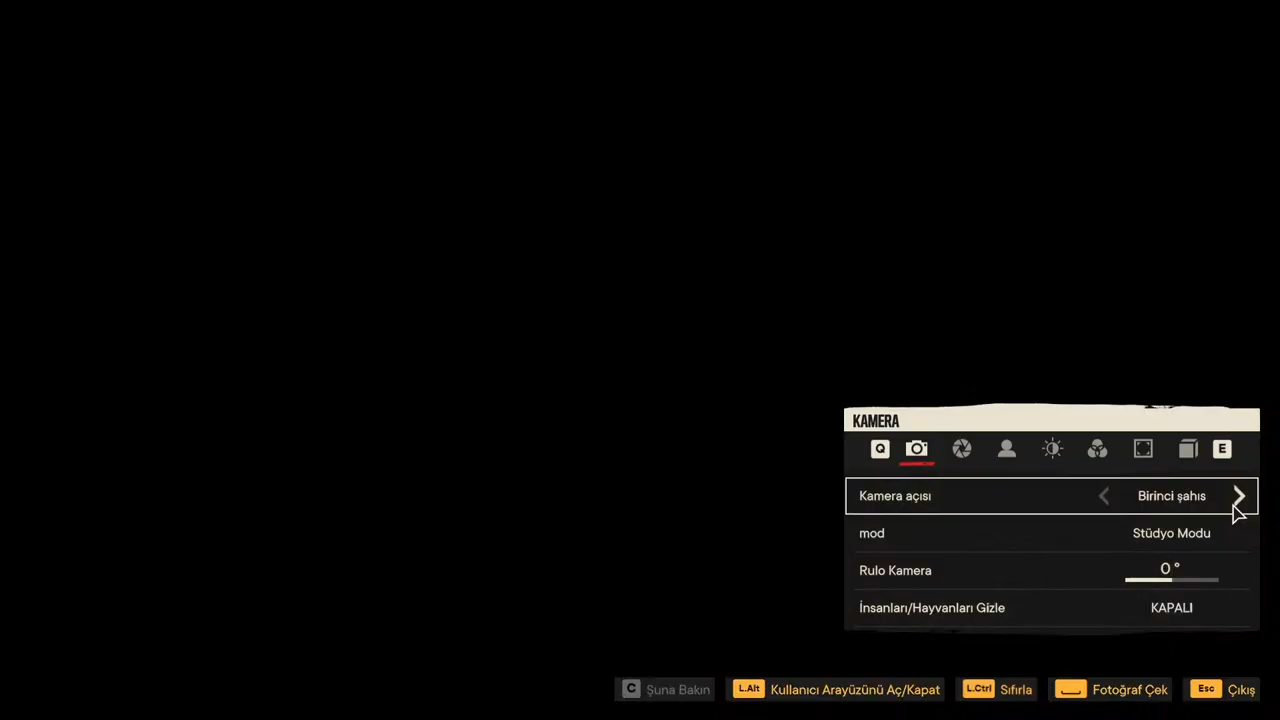 KAMERA
Q E
Kamera açısı Birinci şahıs
mod Stüdyo Modu
Rulo Kamera 0 °
İnsanları/Hayvanları Gizle KAPALI
C Şuna Bakın L.Alt Kullanıcı Arayüzünü Aç/Kapat L.Ctrl Sıfırla Fotoğraf Çek Esc Çıkış